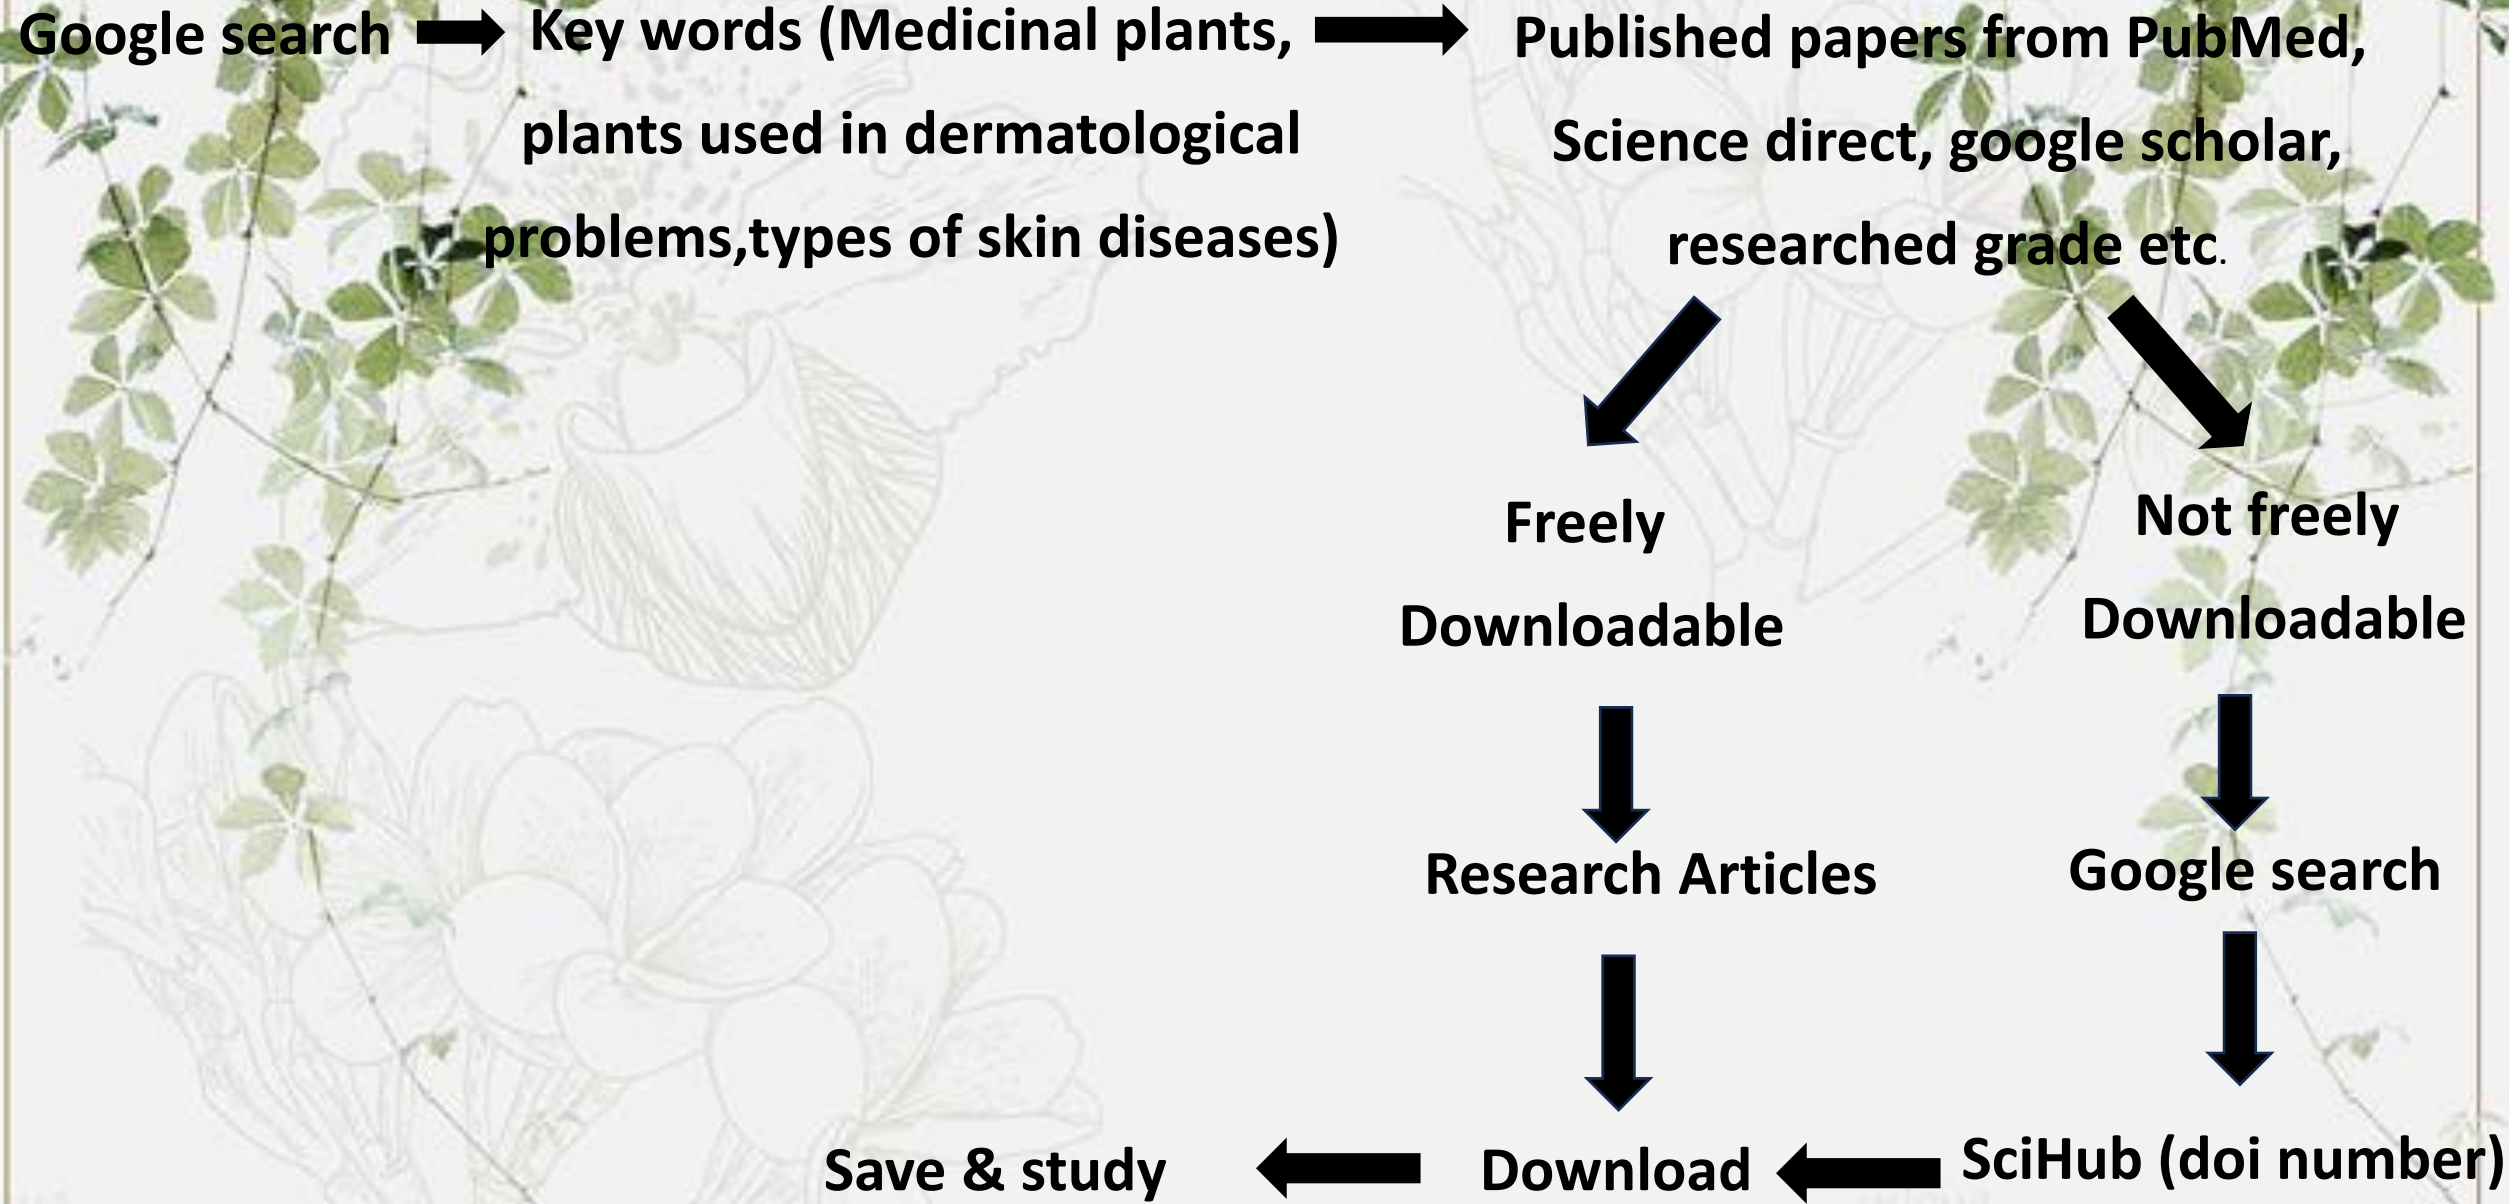 Google search
Key words (Medicinal plants,
plants used in dermatological
problems,types of skin diseases)
Published papers from PubMed,
Science direct, google scholar,
researched grade etc.
Freely
Downloadable
Not freely
Downloadable
Research Articles
Google search
SciHub (doi number)
Download
Save & study